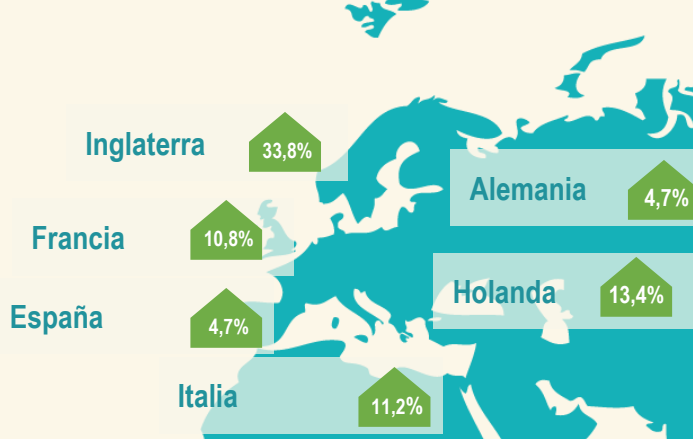 Inglaterra
33,8%
Alemania
4,7%
Francia
10,8%
Holanda
13,4%
España
4,7%
Italia
11,2%